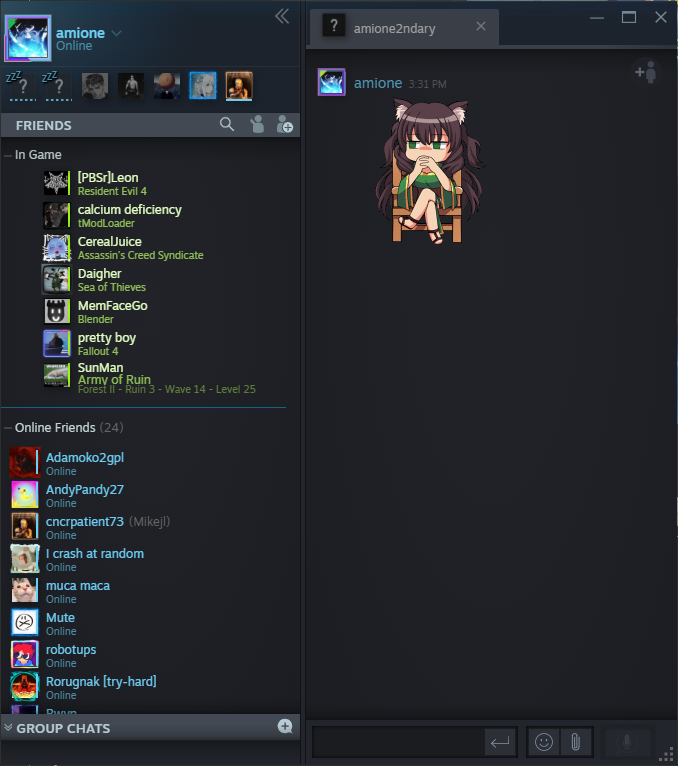 amione
Online
zzZ ?
zzZ ?
FRIENDS
In Game
[PBSr]Leon
Resident Evil 4
calcium deficiency
tModLoader
CerealJuice
Assassin's Creed Syndicate
Daigher
Sea of Thieves
MemFaceGo
Blender
pretty boy
Fallout 4
SunMan
Army of Ruin
Forest II - Ruin 3 - Wave 14 - Level 25
Online Friends (24)
Adamoko2gpl
Online
AndyPandy27
Online
cncrpatient73 (Mikejl)
Online
I crash at random
Online
muca maca
Online
Mute
Online
robotups
Online
Rorugnak [try-hard]
Online
GROUP CHATS
? amione2ndary
amione 3:31 PM